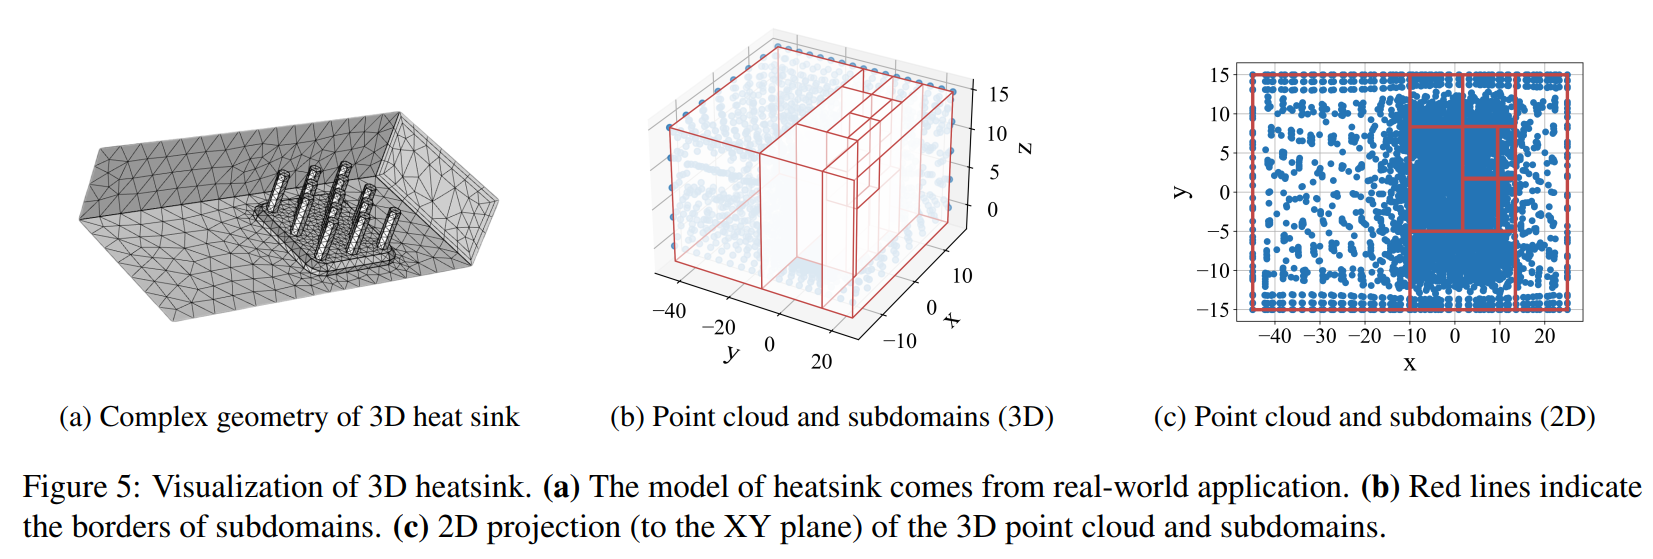 15
10
5
0
z
−40
−20
0
20
y
−10
0
10
x
15
10
5
0
−5
−10
−15
y
−40 −30 −20 −10 0 10 20
x
(a) Complex geometry of 3D heat sink
(b) Point cloud and subdomains (3D)
(c) Point cloud and subdomains (2D)
Figure 5: Visualization of 3D heatsink. (a) The model of heatsink comes from real-world application. (b) Red lines indicate
the borders of subdomains. (c) 2D projection (to the XY plane) of the 3D point cloud and subdomains.